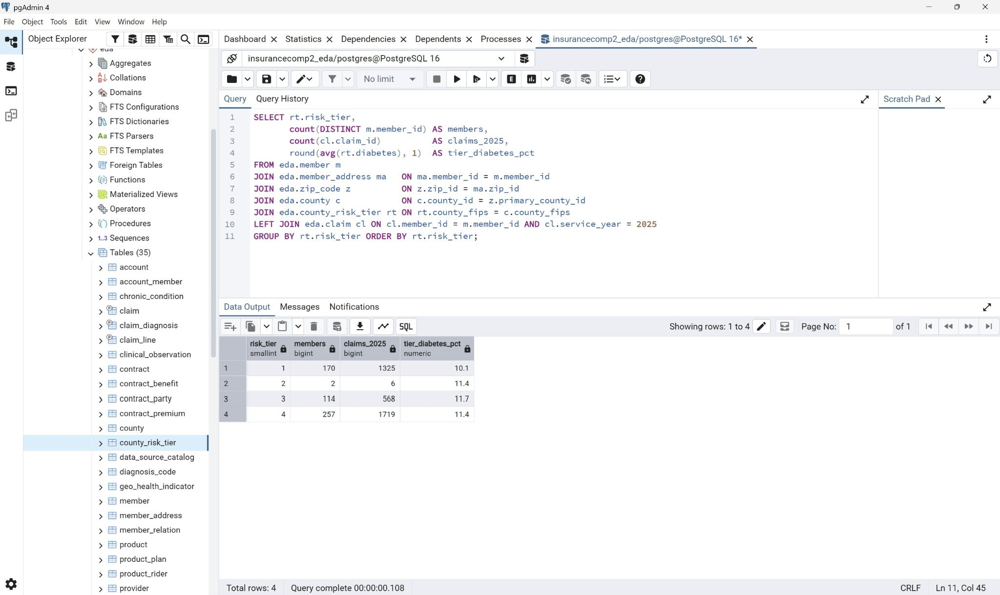 pgAdmin 4
File Object Tools Edit View Window Help
Object Explorer
Dashboard Statistics Dependencies Dependents Processes insurancecomp2_eda/postgres@PostgreSQL 16*
insurancecomp2_eda/postgres@PostgreSQL 16
No limit
E
eda
Aggregates
Collations
Domains
FTS Configurations
FTS Dictionaries
Aa FTS Parsers
FTS Templates
Foreign Tables
Functions
Materialized Views
Operators
Procedures
1..3 Sequences
Tables (35)
account
account_member
chronic_condition
claim
claim_diagnosis
claim_line
clinical_observation
contract
contract_benefit
contract_party
contract_premium
county
county_risk_tier
data_source_catalog
diagnosis_code
geo_health_indicator
member
member_address
member_relation
product
product_plan
product_rider
provider
Query Query History
Scratch Pad
1 SELECT rt.risk_tier,
2 count(DISTINCT m.member_id) AS members,
3 count(cl.claim_id) AS claims_2025,
4 round(avg(rt.diabetes), 1) AS tier_diabetes_pct
5 FROM eda.member m
6 JOIN eda.member_address ma ON ma.member_id = m.member_id
7 JOIN eda.zip_code z ON z.zip_id = ma.zip_id
8 JOIN eda.county c ON c.county_id = z.primary_county_id
9 JOIN eda.county_risk_tier rt ON rt.county_fips = c.county_fips
10 LEFT JOIN eda.claim cl ON cl.member_id = m.member_id AND cl.service_year = 2025
11 GROUP BY rt.risk_tier ORDER BY rt.risk_tier;
Data Output Messages Notifications
SQL
Showing rows: 1 to 4 Page No: 1 of 1
risk_tier members claims_2025 tier_diabetes_pct
smallint bigint bigint numeric
1 1 170 1325 10.1
2 2 2 6 11.4
3 3 114 568 11.7
4 4 257 1719 11.4
Total rows: 4 Query complete 00:00:00.108 CRLF Ln 11, Col 45